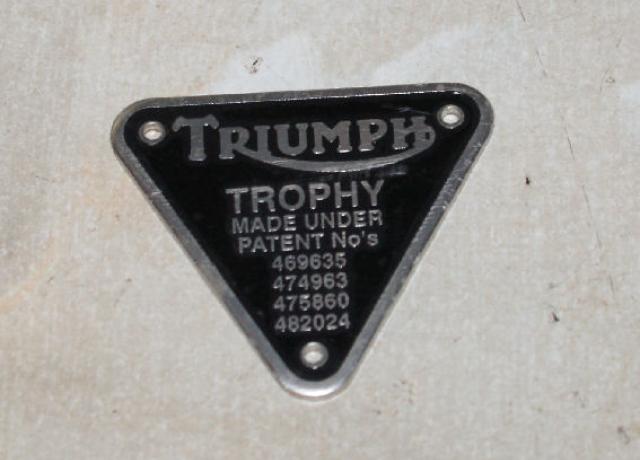 TRIUMPH
TROPHY
MADE UNDER
PATENT No's
469635
474963
475860
482024